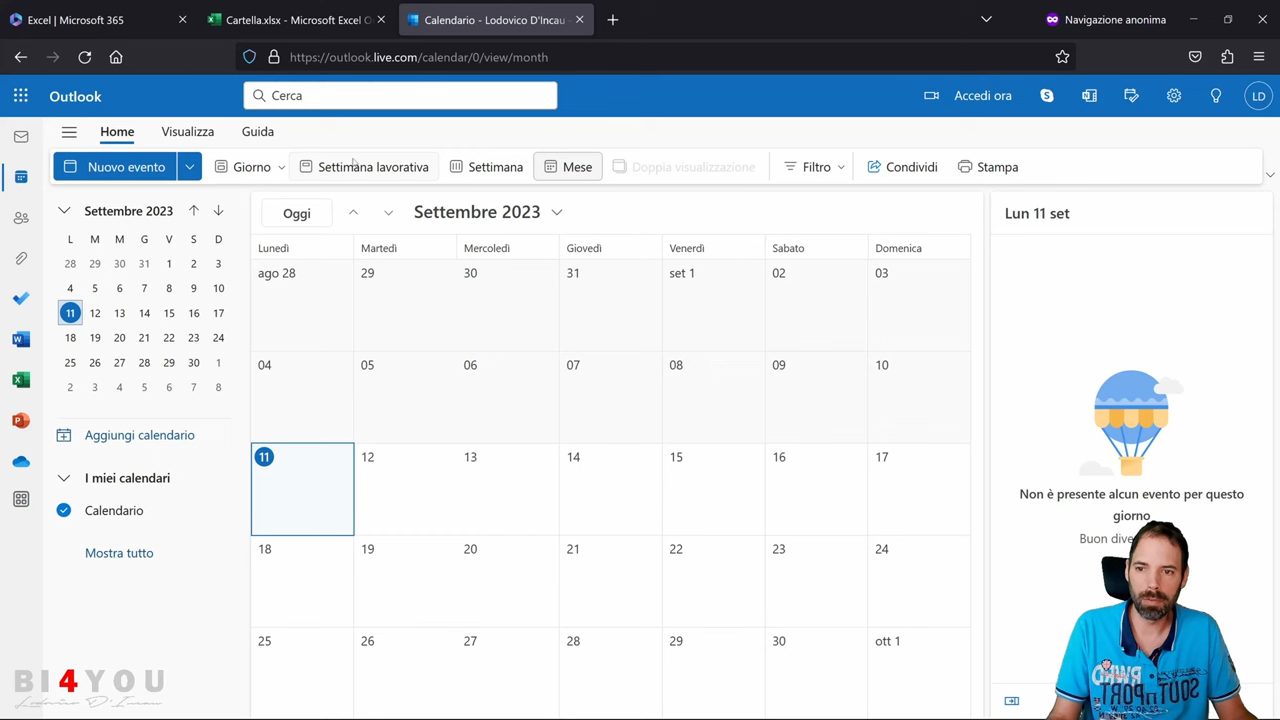 Excel | Microsoft 365
Cartella.xlsx - Microsoft Excel O
Calendario - Lodovico D'Incau -
Navigazione anonima
https://outlook.live.com/calendar/0/view/month
Outlook
Cerca
Accedi ora
LD
Home Visualizza Guida
Nuovo evento Giorno Settimana lavorativa Settimana Mese Doppia visualizzazione Filtro Condividi Stampa
Settembre 2023
L M M G V S D
28 29 30 31 1 2 3
4 5 6 7 8 9 10
11 12 13 14 15 16 17
18 19 20 21 22 23 24
25 26 27 28 29 30 1
2 3 4 5 6 7 8
Aggiungi calendario
I miei calendari
Calendario
Mostra tutto
Oggi Settembre 2023
Lunedì Martedì Mercoledì Giovedì Venerdì Sabato Domenica
ago 28 29 30 31 set 1 02 03
04 05 06 07 08 09 10
11 12 13 14 15 16 17
18 19 20 21 22 23 24
25 26 27 28 29 30 ott 1
Lun 11 set
Non è presente alcun evento per questo
giorno
Buon dive
BI4YOU
Lodovico D'Incau